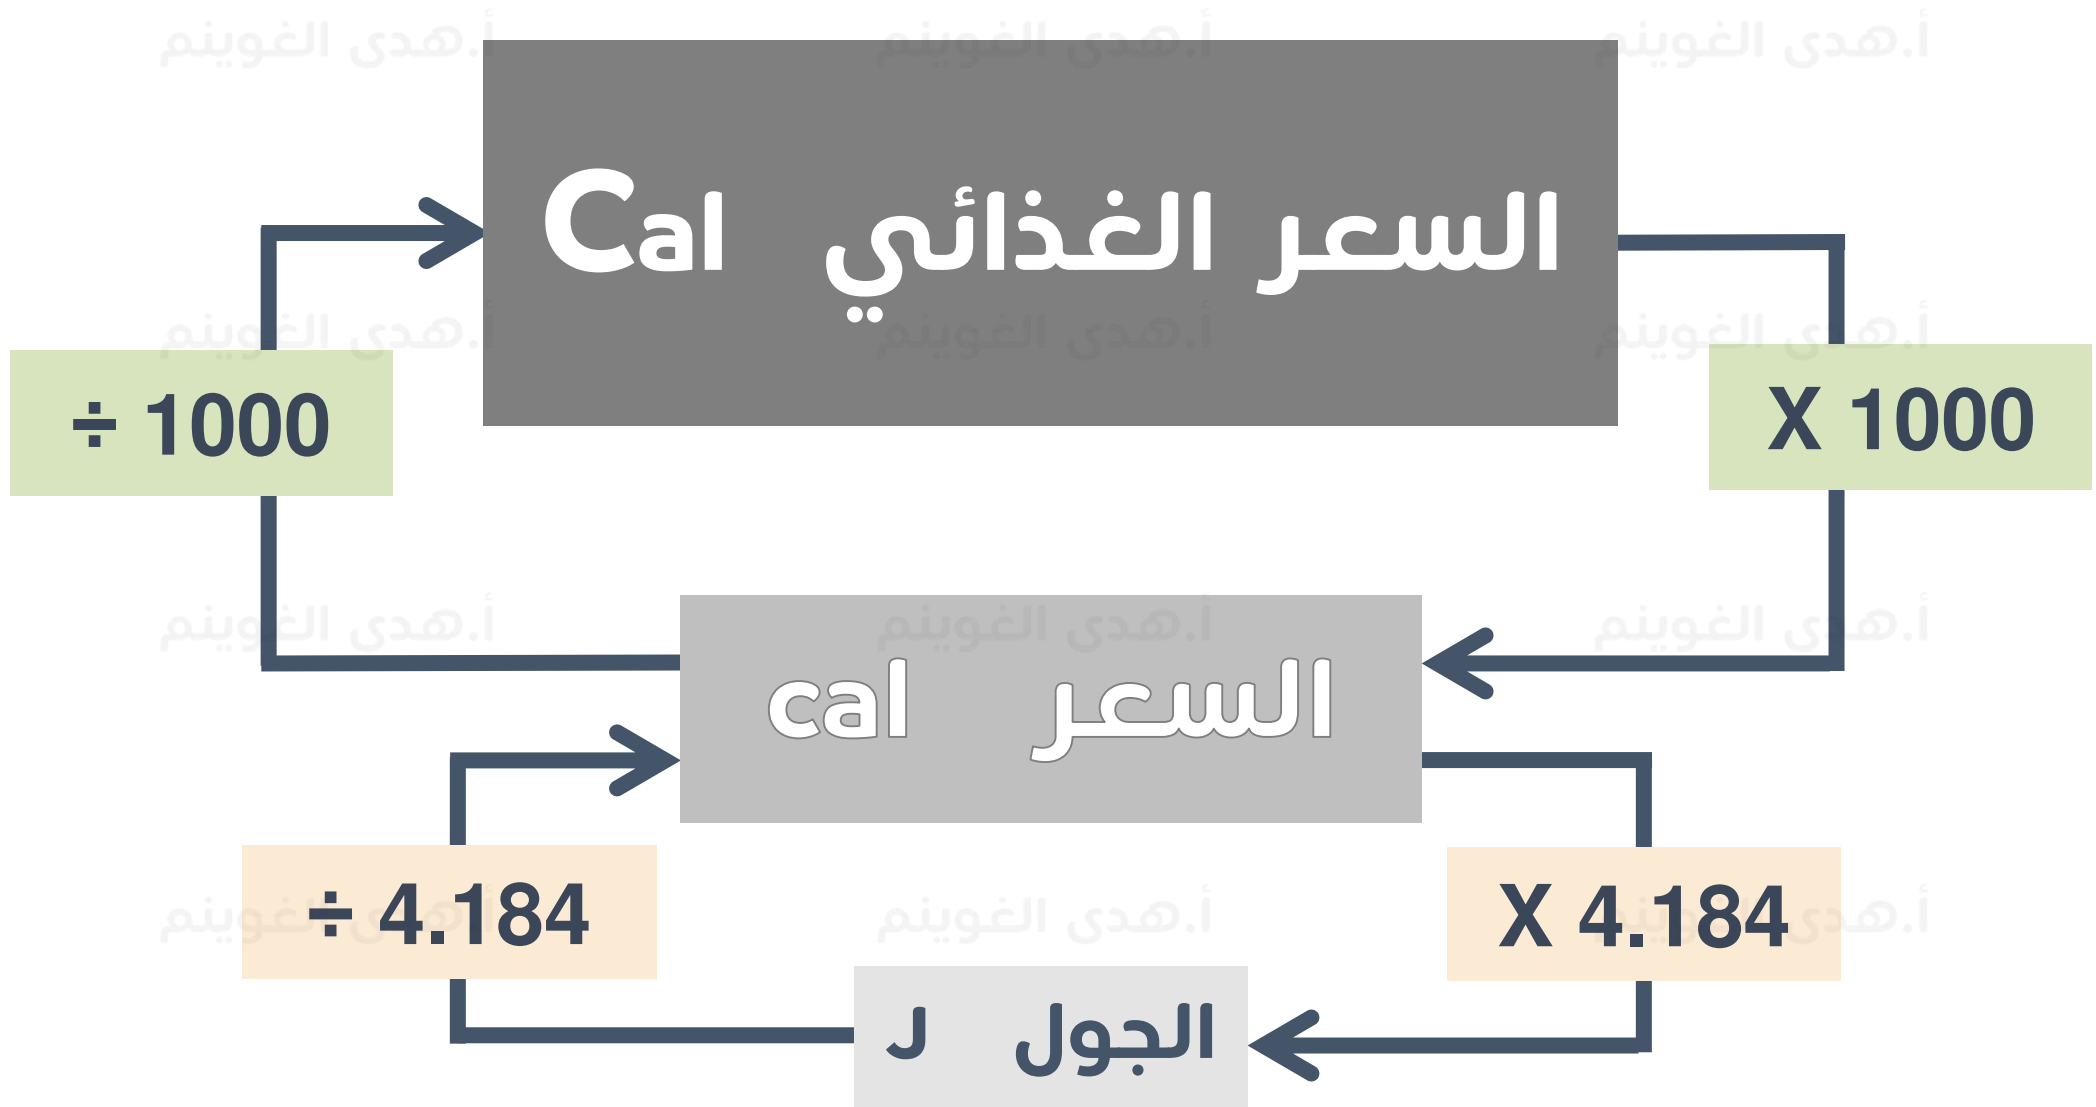 السعر الغذائي Cal
÷ 1000
X 1000
السعر cal
÷ 4.184
X 4.184
الجول J
أ.هدى الغوينم